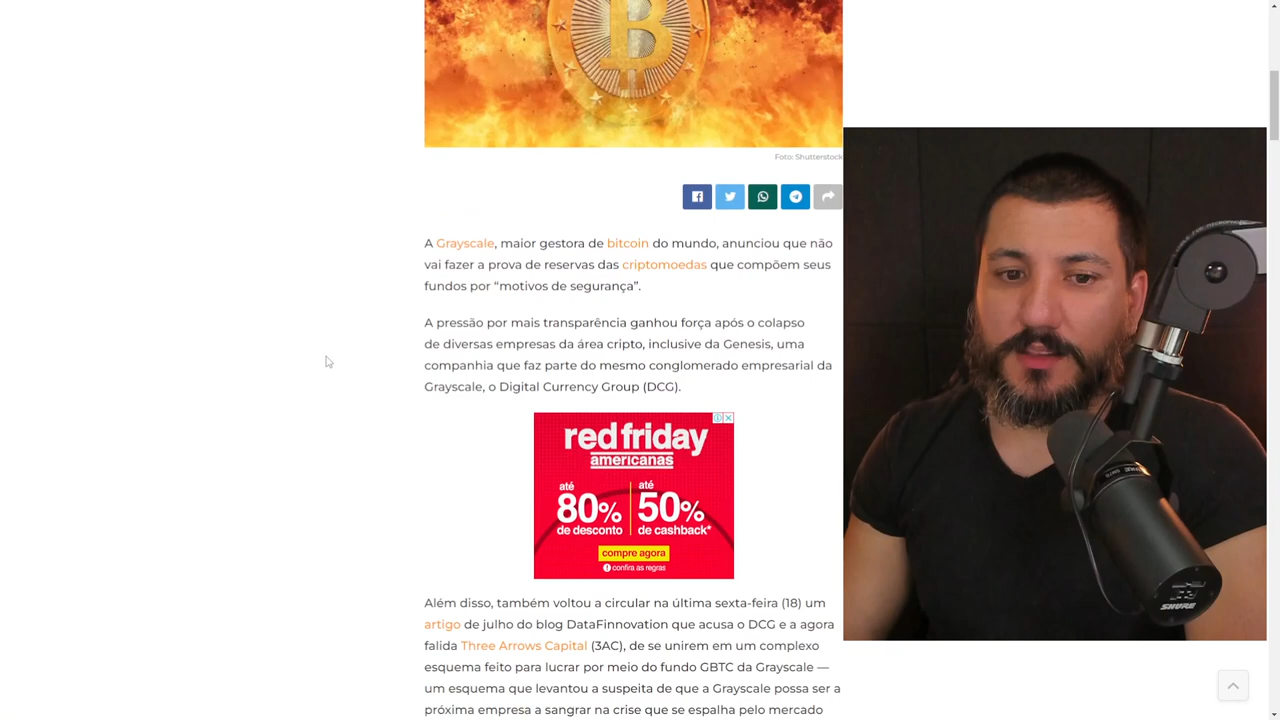 B
Foto: Shutterstock
A Grayscale, maior gestora de bitcoin do mundo, anunciou que não
vai fazer a prova de reservas das criptomoedas que compõem seus
fundos por “motivos de segurança”.
A pressão por mais transparência ganhou força após o colapso
de diversas empresas da área cripto, inclusive da Genesis, uma
companhia que faz parte do mesmo conglomerado empresarial da
Grayscale, o Digital Currency Group (DCG).
red friday
americanas
até
80%
de desconto
até
50%
de cashback*
compre agora
confira as regras
Além disso, também voltou a circular na última sexta-feira (18) um
artigo de julho do blog DataFinnovation que acusa o DCG e a agora
falida Three Arrows Capital (3AC), de se unirem em um complexo
esquema feito para lucrar por meio do fundo GBTC da Grayscale —
um esquema que levantou a suspeita de que a Grayscale possa ser a
próxima empresa a sangrar na crise que se espalha pelo mercado
SHURE